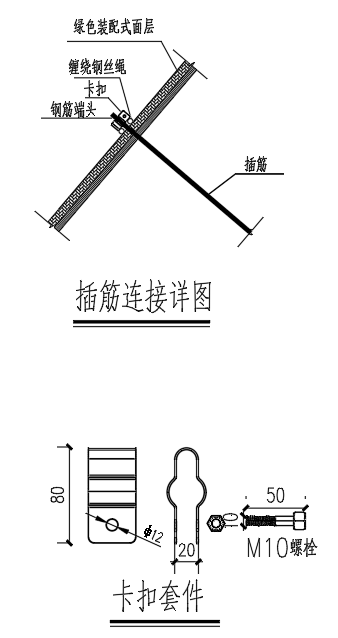 绿色装配式面层
缠绕钢丝绳
卡扣
钢筋端头
插筋
插筋连接详图
80
ф12
20
50
M10螺栓
卡扣套件